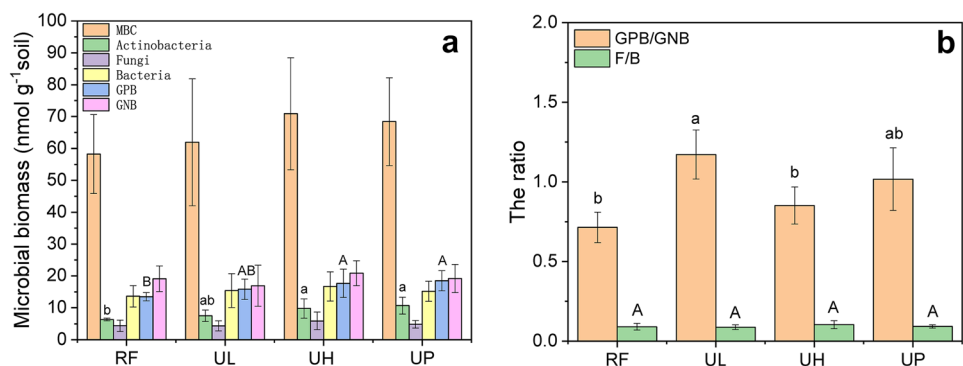 a
MBC
Actinobacteria
Fungi
Bacteria
GPB
GNB
Microbial biomass (nmol g⁻¹soil)
100
90
80
70
60
50
40
30
20
10
0
b B
ab AB
a A
a A
RF UL UH UP
b
GPB/GNB
F/B
The ratio
2.0
1.5
1.0
0.5
0.0
b A
a A
b A
ab A
RF UL UH UP